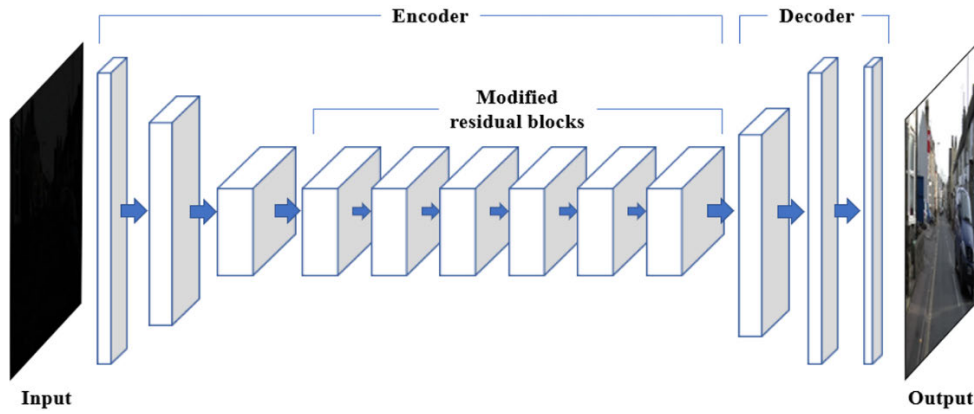 Encoder
Decoder
Modified
residual blocks
Input
Output